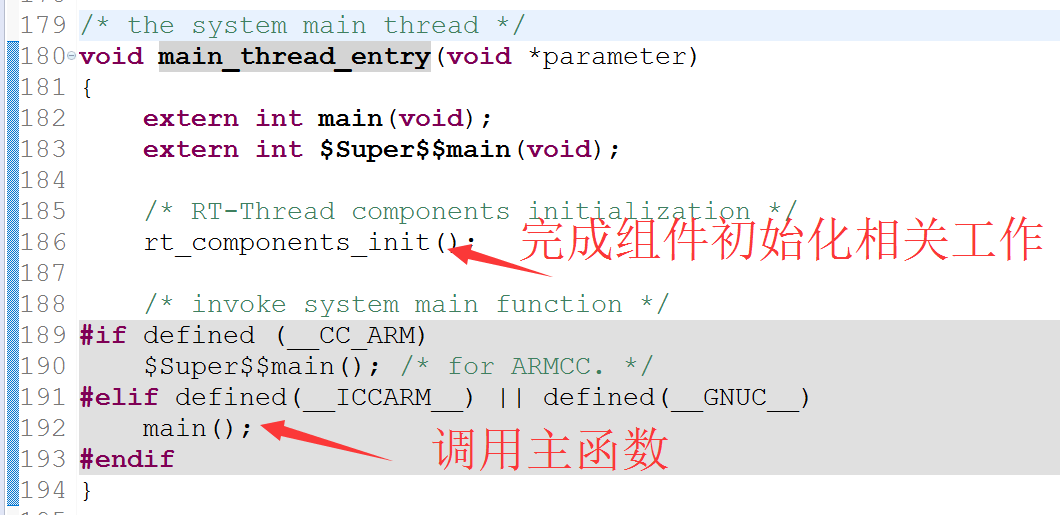 179 /* the system main thread */
180 void main_thread_entry(void *parameter)
181 {
182     extern int main(void);
183     extern int $Super$$main(void);
184
185     /* RT-Thread components initialization */
186     rt_components_init(); 完成组件初始化相关工作
187
188     /* invoke system main function */
189 #if defined (__CC_ARM)
190     $Super$$main(); /* for ARMCC. */
191 #elif defined(__ICCARM__) || defined(__GNUC__)
192     main(); 调用主函数
193 #endif
194 }